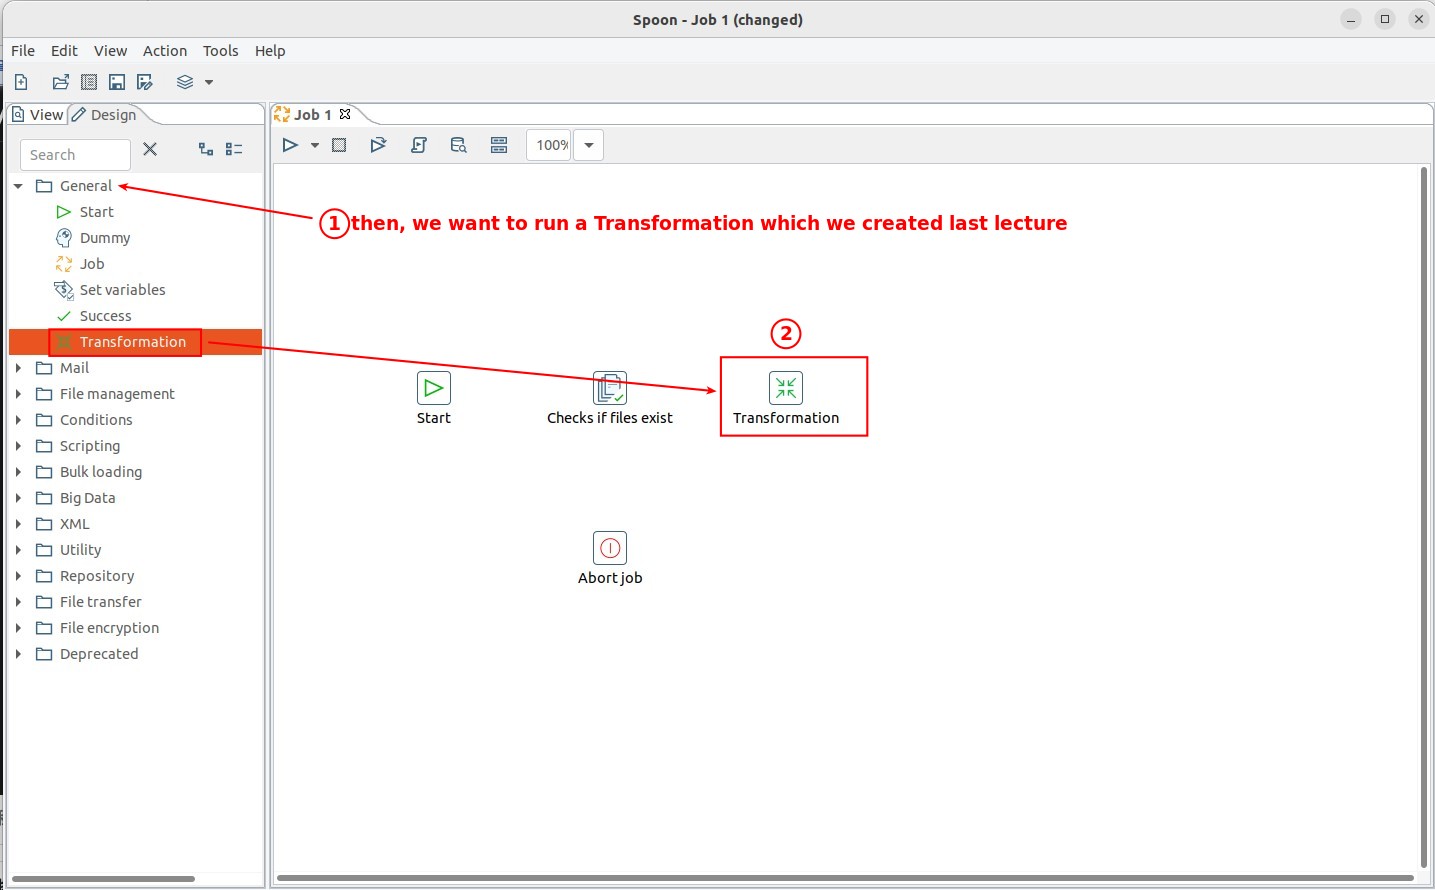 Spoon - Job 1 (changed)
File Edit View Action Tools Help
View Design
Job 1
Search
100%
General
Start
Dummy
Job
Set variables
Success
Transformation
Mail
File management
Conditions
Scripting
Bulk loading
Big Data
XML
Utility
Repository
File transfer
File encryption
Deprecated
1 then, we want to run a Transformation which we created last lecture
2
Start
Checks if files exist
Transformation
Abort job